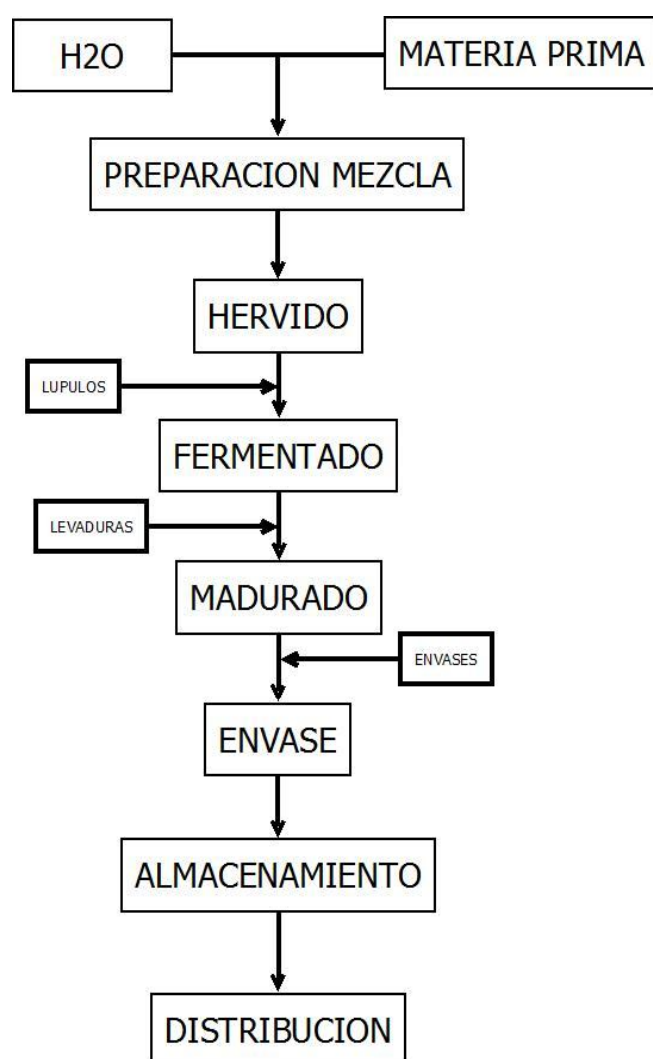 H2O
MATERIA PRIMA
PREPARACION MEZCLA
HERVIDO
LUPULOS
FERMENTADO
LEVADURAS
MADURADO
ENVASES
ENVASE
ALMACENAMIENTO
DISTRIBUCION